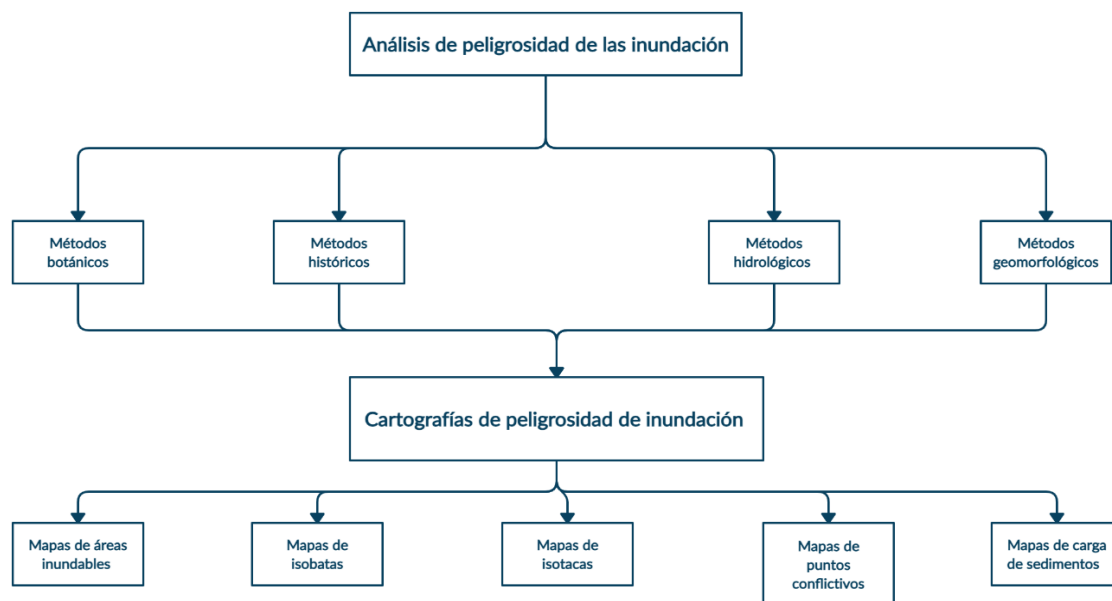 Análisis de peligrosidad de las inundación
Métodos
botánicos
Métodos
históricos
Métodos
hidrológicos
Métodos
geomorfológicos
Cartografías de peligrosidad de inundación
Mapas de áreas
inundables
Mapas de
isobatas
Mapas de
isotacas
Mapas de
puntos
conflictivos
Mapas de carga
de sedimentos